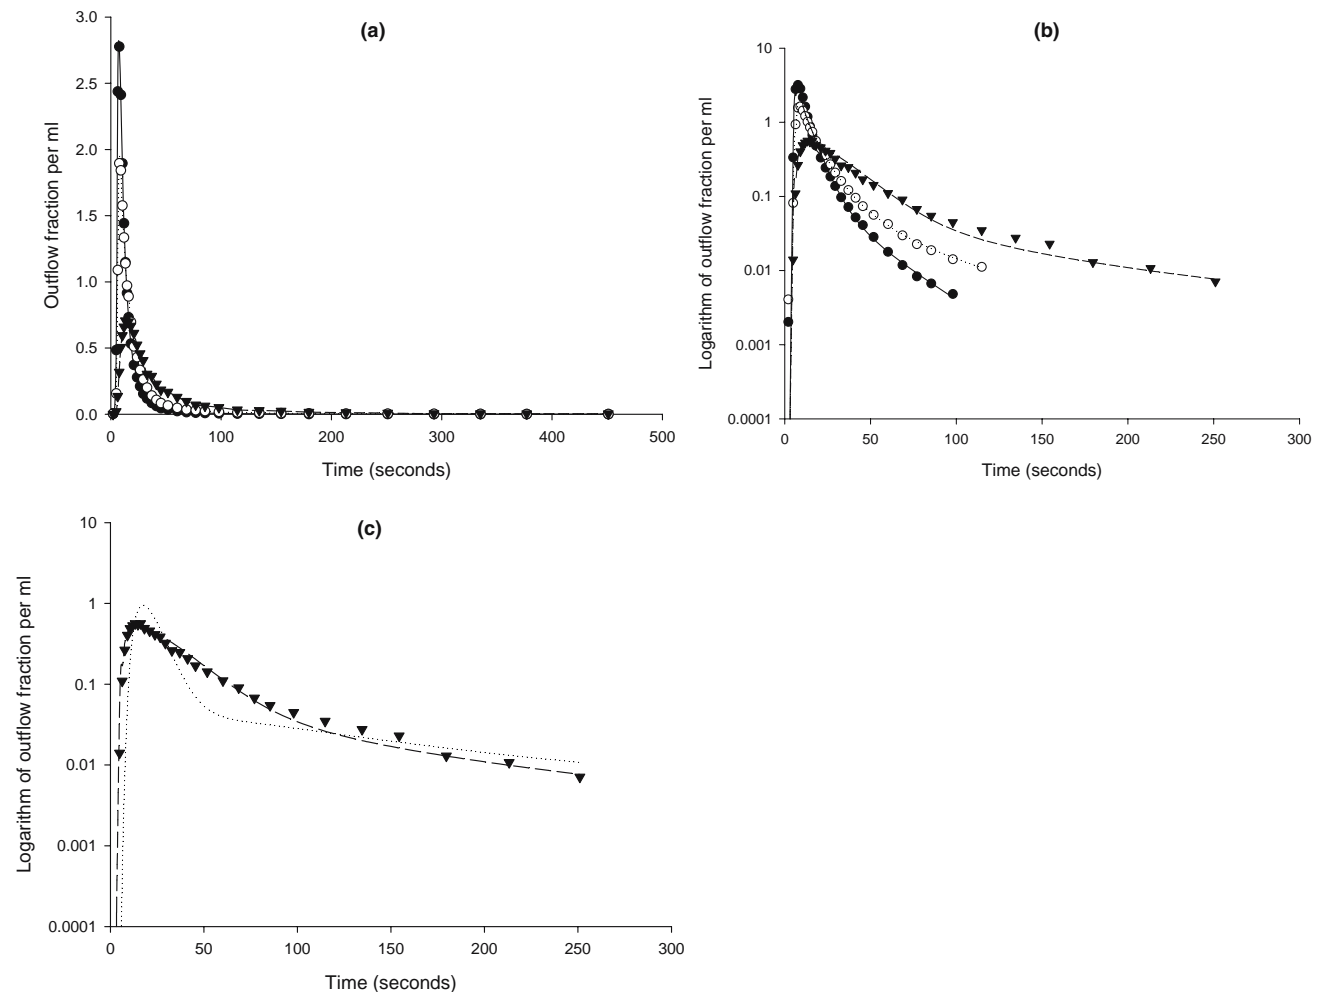 (a)
3.0
2.5
2.0
1.5
1.0
0.5
0.0
Outflow fraction per ml
0 100 200 300 400 500
Time (seconds)
(b)
10
1
0.1
0.01
0.001
0.0001
Logarithm of outflow fraction per ml
0 50 100 150 200 250 300
Time (seconds)
(c)
10
1
0.1
0.01
0.001
0.0001
Logarithm of outflow fraction per ml
0 50 100 150 200 250 300
Time (seconds)